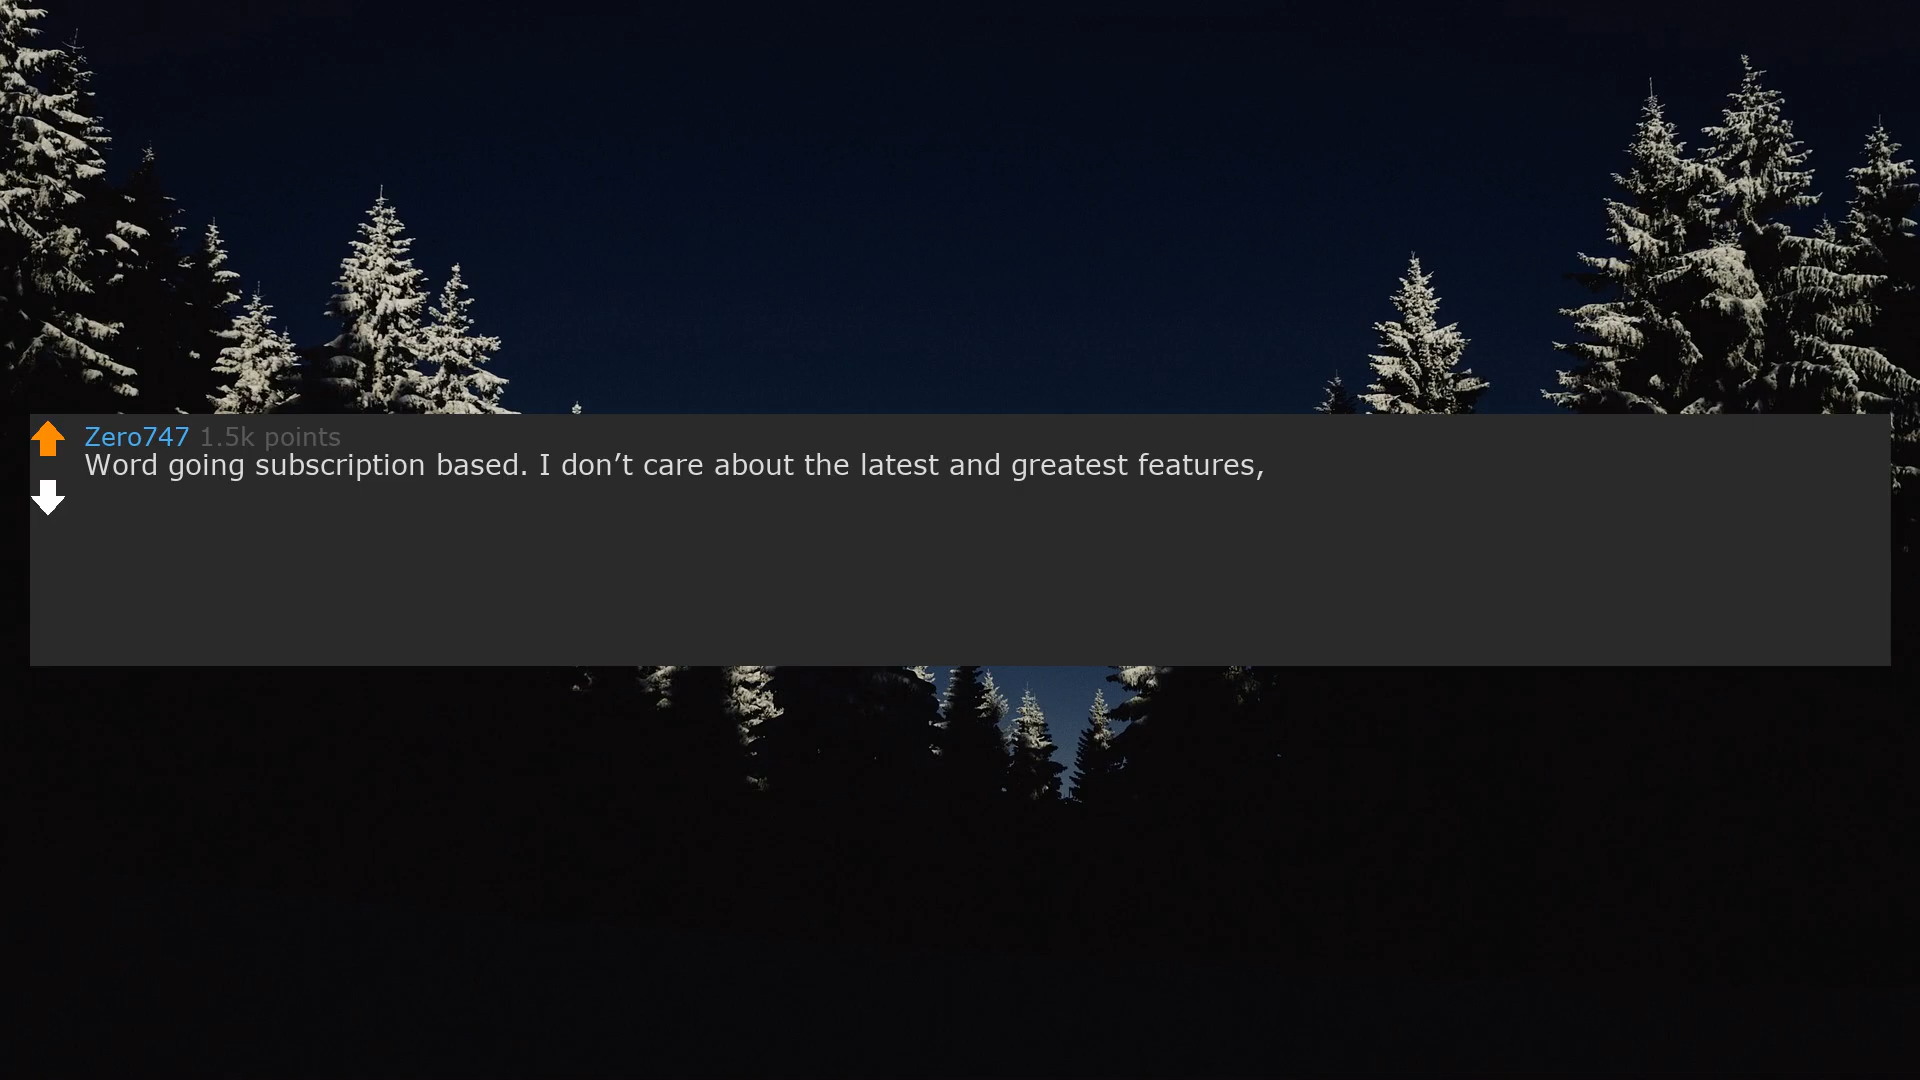 Zero747 1.5k points
Word going subscription based. I don’t care about the latest and greatest features,